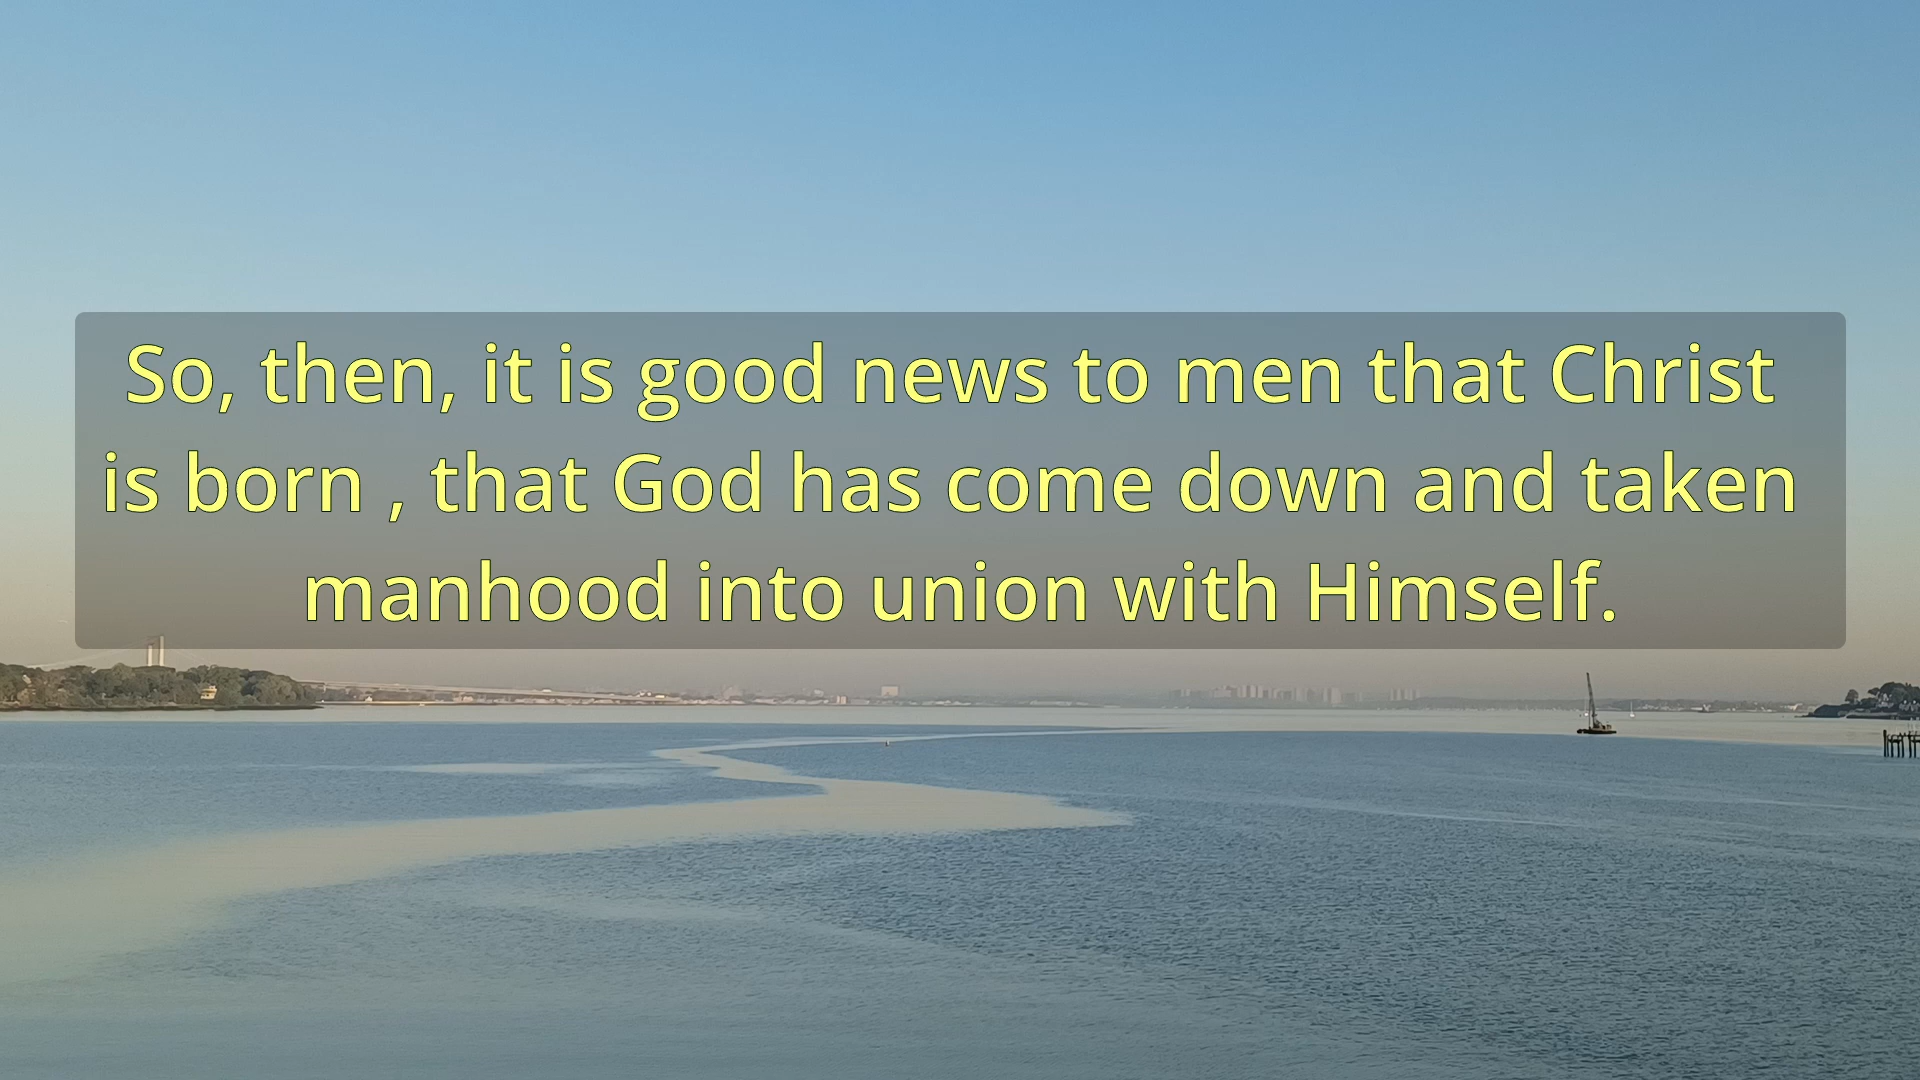 So, then, it is good news to men that Christ
is born , that God has come down and taken
manhood into union with Himself.